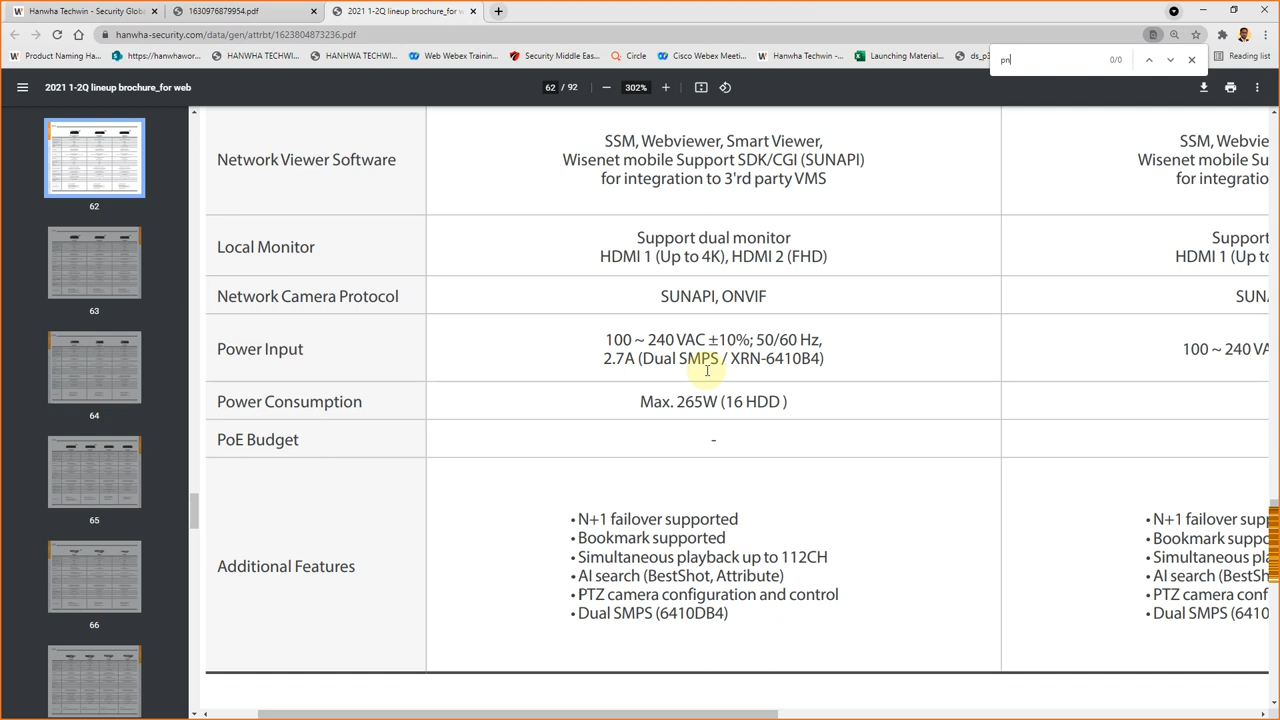 Hanwha Techwin - Security Globa
1630976879954.pdf
2021 1-2Q lineup brochure_for we
hanwha-security.com/data/gen/attrbt/1623804873236.pdf
Product Naming Ha...
https://hanwhawor...
HANWHA TECHWI...
HANHWA TECHWI...
Web Webex Trainin...
Security Middle Eas...
Circle
Cisco Webex Meeti...
Hanwha Techwin -...
Launching Material...
ds_p3
Reading list
pn
0/0
2021 1-2Q lineup brochure_for web
62 / 92
302%
62
63
64
65
66
Network Viewer Software
SSM, Webviewer, Smart Viewer,
Wisenet mobile Support SDK/CGI (SUNAPI)
for integration to 3'rd party VMS
SSM, Webvie
Wisenet mobile Su
for integratio
Local Monitor
Support dual monitor
HDMI 1 (Up to 4K), HDMI 2 (FHD)
Support
HDMI 1 (Up to
Network Camera Protocol
SUNAPI, ONVIF
SUN
Power Input
100 ~ 240 VAC ±10%; 50/60 Hz,
2.7A (Dual SMPS / XRN-6410B4)
100 ~ 240 VA
Power Consumption
Max. 265W (16 HDD )
PoE Budget
-
Additional Features
• N+1 failover supported
• Bookmark supported
• Simultaneous playback up to 112CH
• AI search (BestShot, Attribute)
• PTZ camera configuration and control
• Dual SMPS (6410DB4)
• N+1 failover supp
• Bookmark suppo
• Simultaneous pl
• AI search (BestSh
• PTZ camera conf
• Dual SMPS (6410